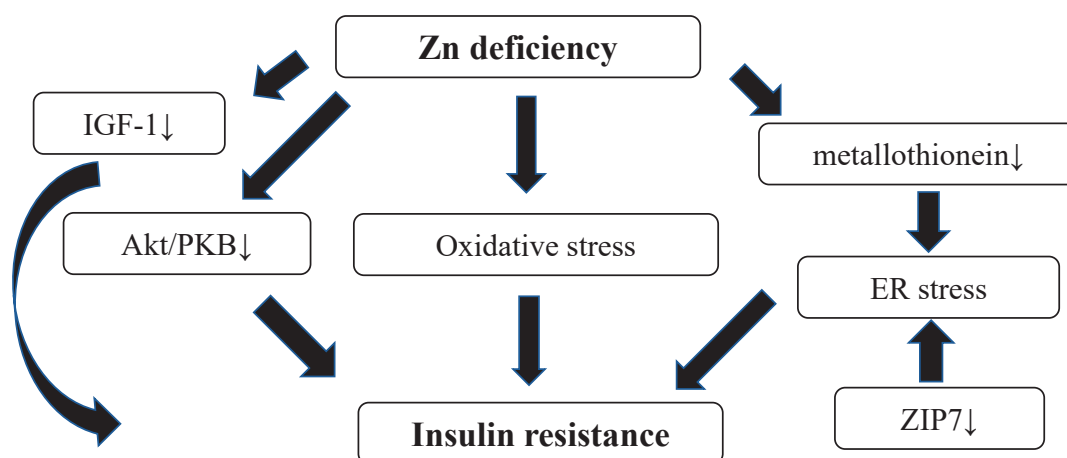 Zn deficiency
IGF-1↓
metallothionein↓
Akt/PKB↓
Oxidative stress
ER stress
ZIP7↓
Insulin resistance